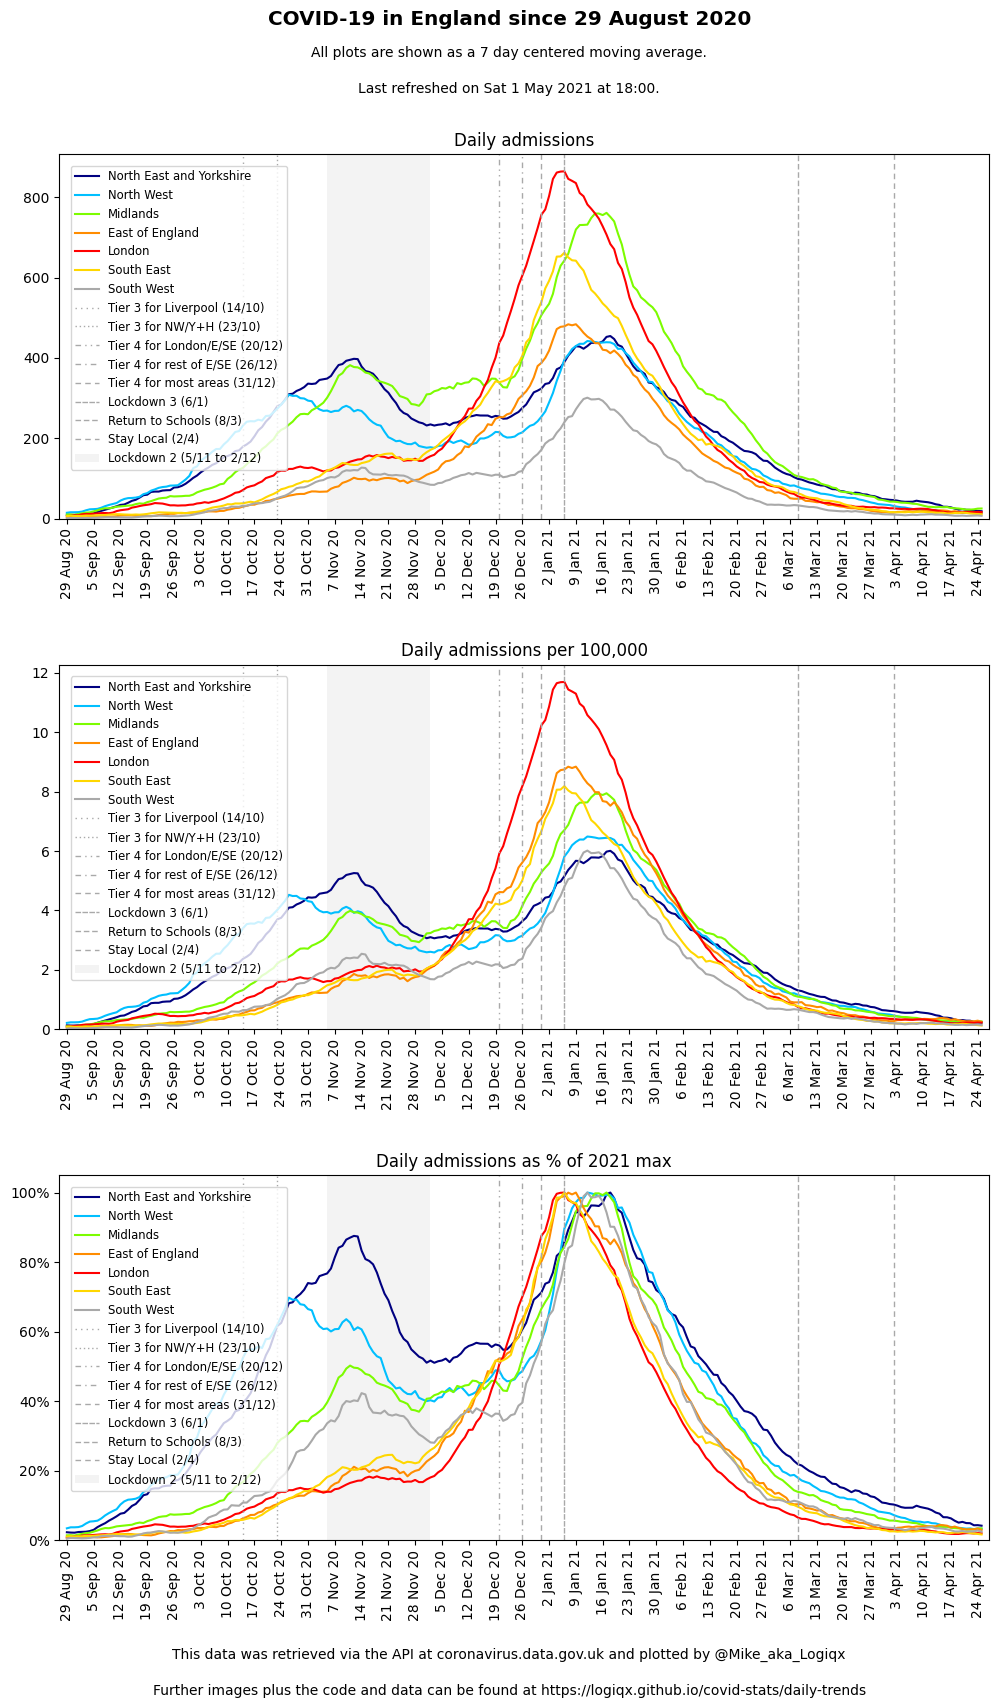 COVID-19 in England since 29 August 2020
All plots are shown as a 7 day centered moving average.
Last refreshed on Sat 1 May 2021 at 18:00.
Daily admissions
800
600
400
200
0
North East and Yorkshire
North West
Midlands
East of England
London
South East
South West
Tier 3 for Liverpool (14/10)
Tier 3 for NW/Y+H (23/10)
Tier 4 for London/E/SE (20/12)
Tier 4 for rest of E/SE (26/12)
Tier 4 for most areas (31/12)
Lockdown 3 (6/1)
Return to Schools (8/3)
Stay Local (2/4)
Lockdown 2 (5/11 to 2/12)
29 Aug 20
5 Sep 20
12 Sep 20
19 Sep 20
26 Sep 20
3 Oct 20
10 Oct 20
17 Oct 20
24 Oct 20
31 Oct 20
7 Nov 20
14 Nov 20
21 Nov 20
28 Nov 20
5 Dec 20
12 Dec 20
19 Dec 20
26 Dec 20
2 Jan 21
9 Jan 21
16 Jan 21
23 Jan 21
30 Jan 21
6 Feb 21
13 Feb 21
20 Feb 21
27 Feb 21
6 Mar 21
13 Mar 21
20 Mar 21
27 Mar 21
3 Apr 21
10 Apr 21
17 Apr 21
24 Apr 21
Daily admissions per 100,000
12
10
8
6
4
2
0
North East and Yorkshire
North West
Midlands
East of England
London
South East
South West
Tier 3 for Liverpool (14/10)
Tier 3 for NW/Y+H (23/10)
Tier 4 for London/E/SE (20/12)
Tier 4 for rest of E/SE (26/12)
Tier 4 for most areas (31/12)
Lockdown 3 (6/1)
Return to Schools (8/3)
Stay Local (2/4)
Lockdown 2 (5/11 to 2/12)
29 Aug 20
5 Sep 20
12 Sep 20
19 Sep 20
26 Sep 20
3 Oct 20
10 Oct 20
17 Oct 20
24 Oct 20
31 Oct 20
7 Nov 20
14 Nov 20
21 Nov 20
28 Nov 20
5 Dec 20
12 Dec 20
19 Dec 20
26 Dec 20
2 Jan 21
9 Jan 21
16 Jan 21
23 Jan 21
30 Jan 21
6 Feb 21
13 Feb 21
20 Feb 21
27 Feb 21
6 Mar 21
13 Mar 21
20 Mar 21
27 Mar 21
3 Apr 21
10 Apr 21
17 Apr 21
24 Apr 21
Daily admissions as % of 2021 max
100%
80%
60%
40%
20%
0%
North East and Yorkshire
North West
Midlands
East of England
London
South East
South West
Tier 3 for Liverpool (14/10)
Tier 3 for NW/Y+H (23/10)
Tier 4 for London/E/SE (20/12)
Tier 4 for rest of E/SE (26/12)
Tier 4 for most areas (31/12)
Lockdown 3 (6/1)
Return to Schools (8/3)
Stay Local (2/4)
Lockdown 2 (5/11 to 2/12)
29 Aug 20
5 Sep 20
12 Sep 20
19 Sep 20
26 Sep 20
3 Oct 20
10 Oct 20
17 Oct 20
24 Oct 20
31 Oct 20
7 Nov 20
14 Nov 20
21 Nov 20
28 Nov 20
5 Dec 20
12 Dec 20
19 Dec 20
26 Dec 20
2 Jan 21
9 Jan 21
16 Jan 21
23 Jan 21
30 Jan 21
6 Feb 21
13 Feb 21
20 Feb 21
27 Feb 21
6 Mar 21
13 Mar 21
20 Mar 21
27 Mar 21
3 Apr 21
10 Apr 21
17 Apr 21
24 Apr 21
This data was retrieved via the API at coronavirus.data.gov.uk and plotted by @Mike_aka_Logiqx
Further images plus the code and data can be found at https://logiqx.github.io/covid-stats/daily-trends